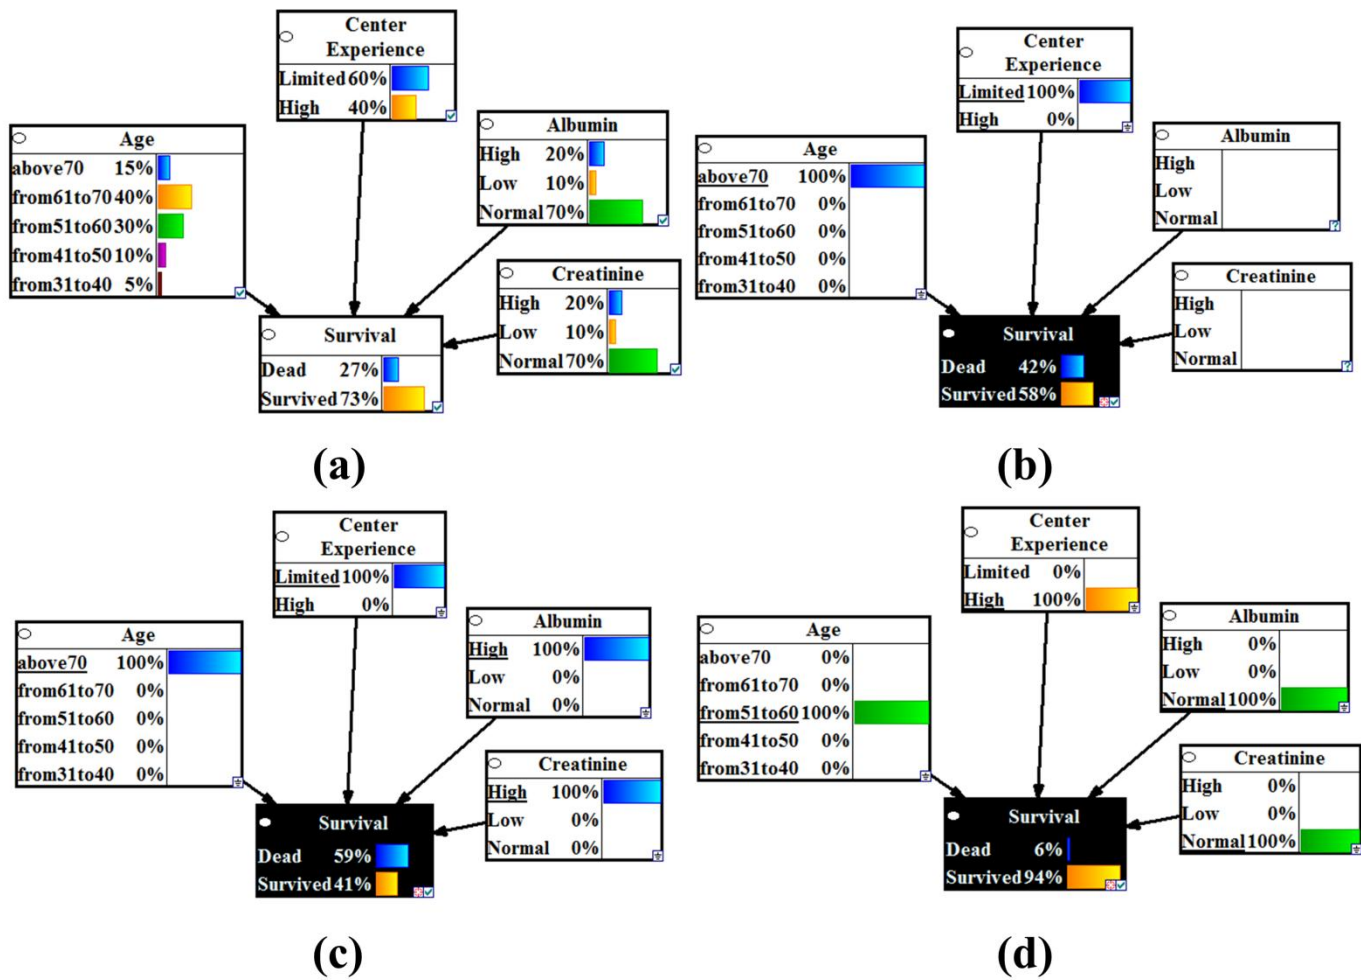 Center
Experience
Limited 60%
High 40%
Age
above70 15%
from61to70 40%
from51to60 30%
from41to50 10%
from31to40 5%
Albumin
High 20%
Low 10%
Normal 70%
Creatinine
High 20%
Low 10%
Normal 70%
Survival
Dead 27%
Survived 73%
(a)
Center
Experience
Limited 100%
High 0%
Age
above70 100%
from61to70 0%
from51to60 0%
from41to50 0%
from31to40 0%
Albumin
High
Low
Normal
?
Creatinine
High
Low
Normal
?
Survival
Dead 42%
Survived 58%
(b)
Center
Experience
Limited 100%
High 0%
Age
above70 100%
from61to70 0%
from51to60 0%
from41to50 0%
from31to40 0%
Albumin
High 100%
Low 0%
Normal 0%
Creatinine
High 100%
Low 0%
Normal 0%
Survival
Dead 59%
Survived 41%
(c)
Center
Experience
Limited 0%
High 100%
Age
above70 0%
from61to70 0%
from51to60 100%
from41to50 0%
from31to40 0%
Albumin
High 0%
Low 0%
Normal 100%
Creatinine
High 0%
Low 0%
Normal 100%
Survival
Dead 6%
Survived 94%
(d)